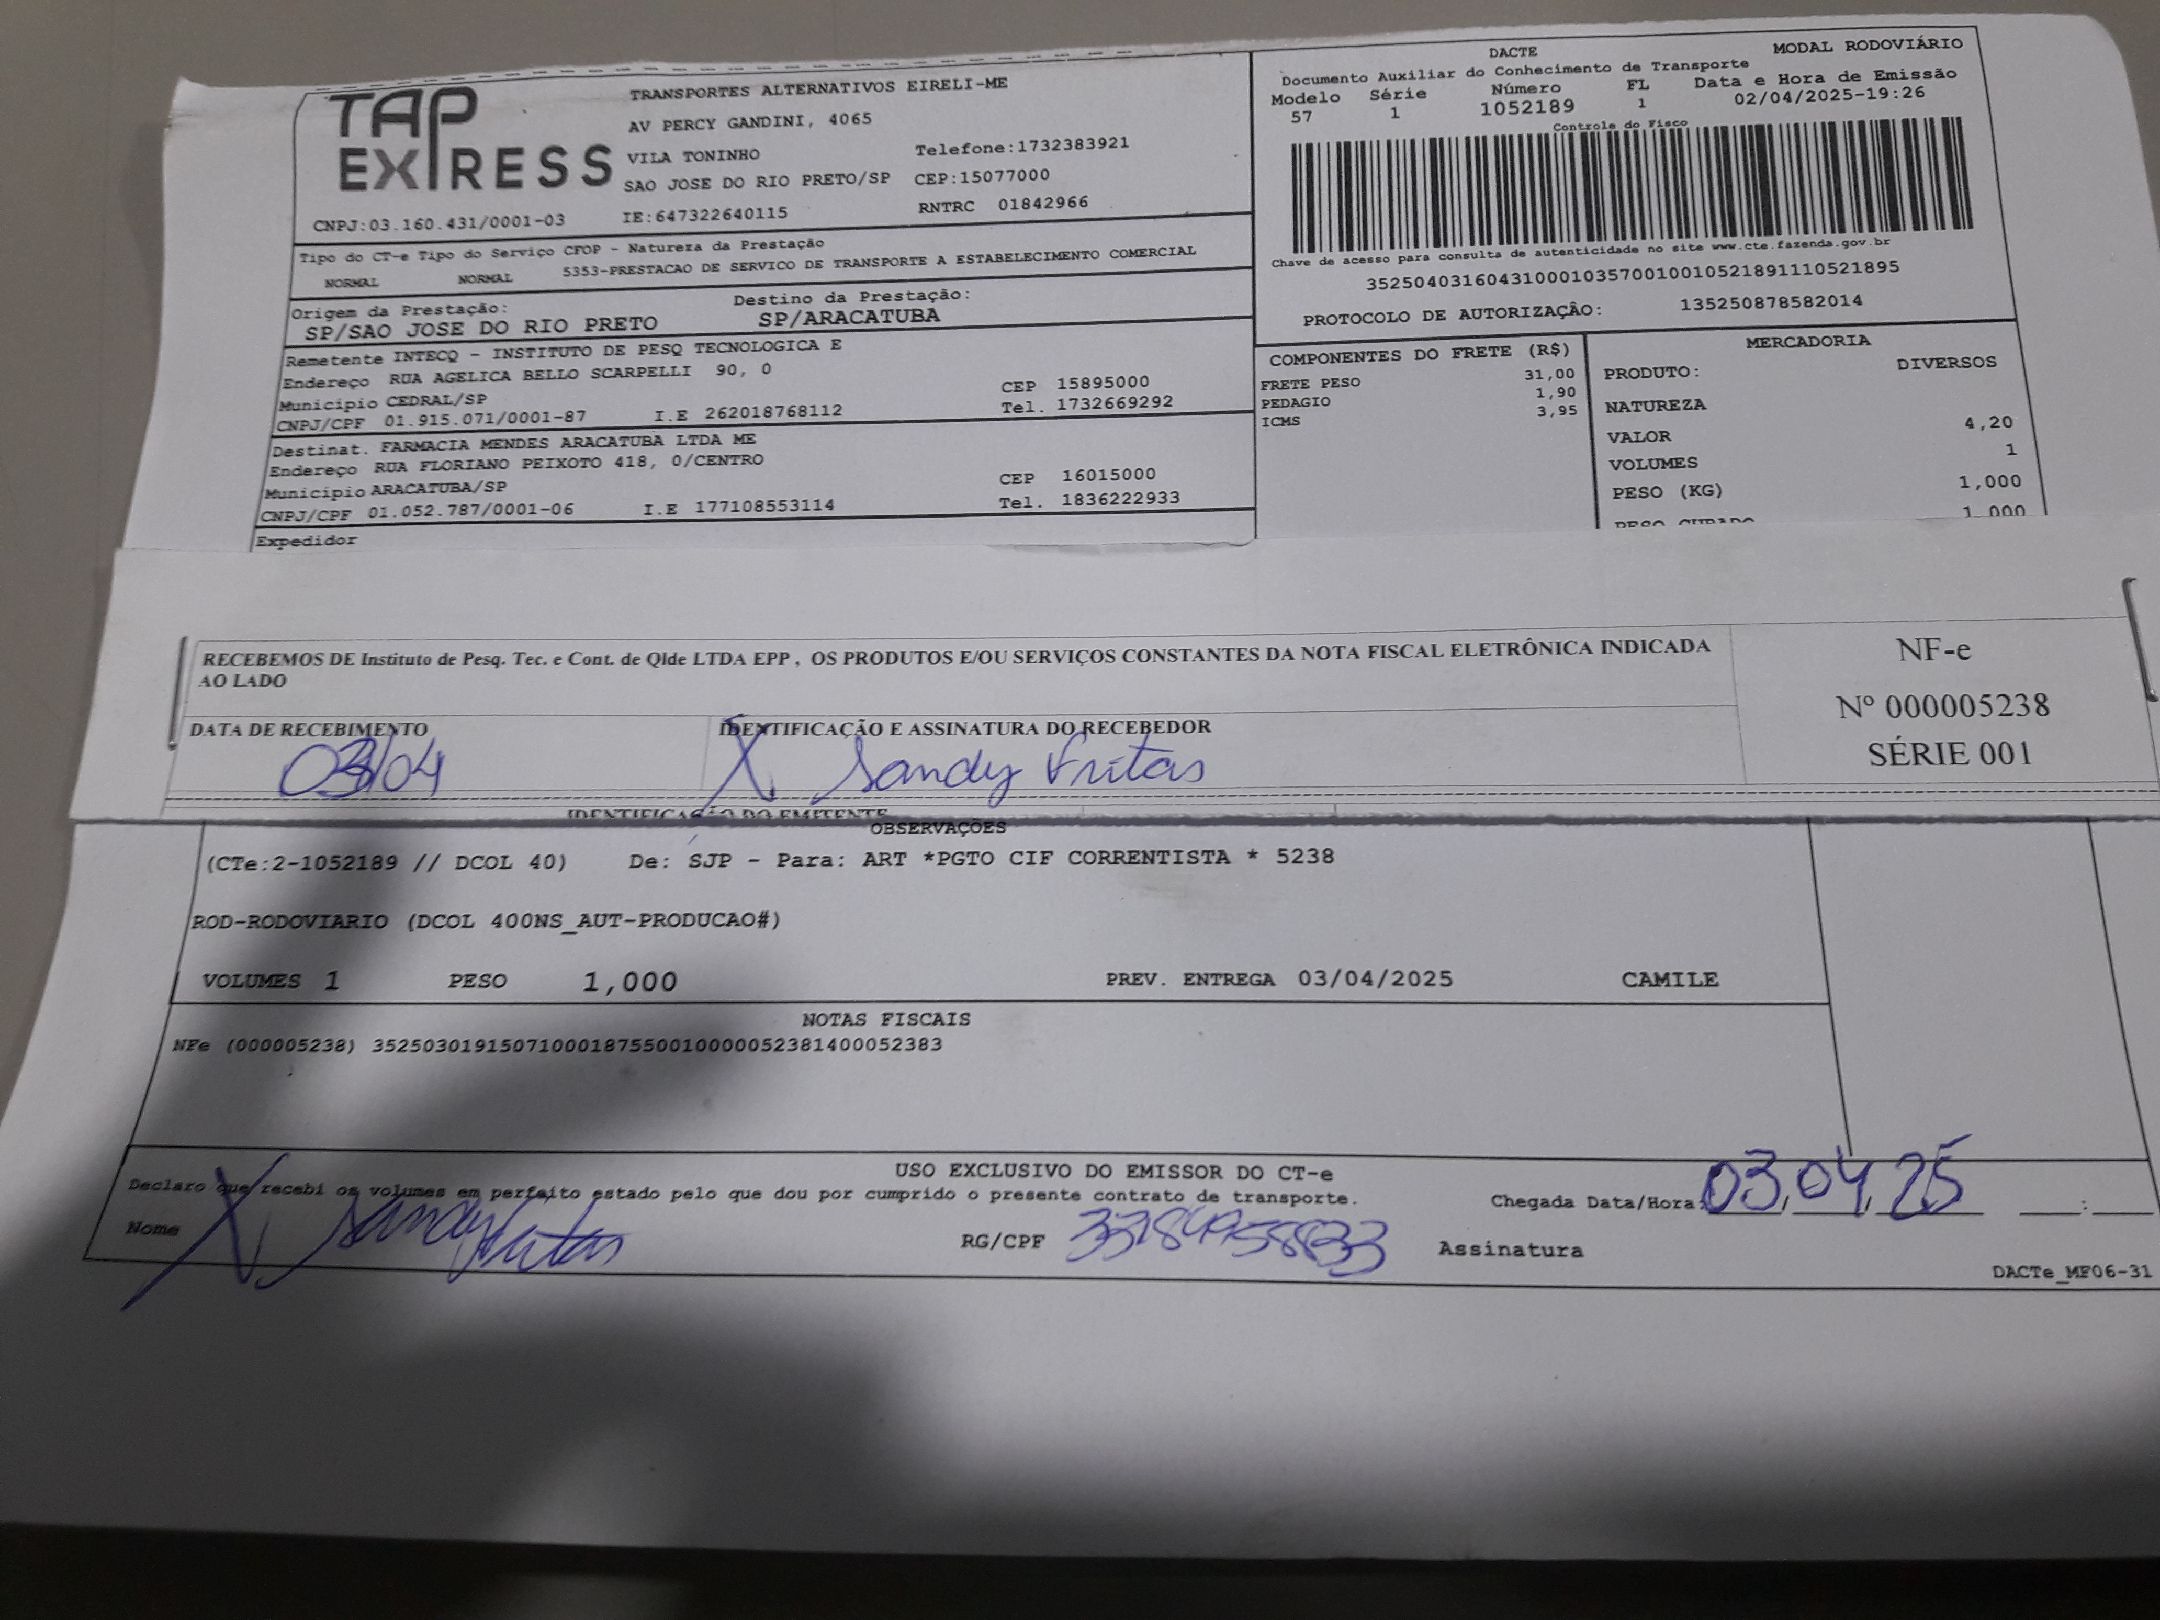 TAP EXPRESS
TRANSPORTES ALTERNATIVOS EIRELI-ME
AV PERCY GANDINI, 4065
VILA TONINHO Telefone:1732383921
SAO JOSE DO RIO PRETO/SP CEP:15077000
CNPJ:03.160.431/0001-03 IE:647322640115 RNTRC 01842966
DACTE MODAL RODOVIÁRIO
Documento Auxiliar do Conhecimento de Transporte
Modelo Série Número FL Data e Hora de Emissão
57 1 1052189 1 02/04/2025-19:26
Controle do Fisco
Chave de acesso para consulta de autenticidade no site www.cte.fazenda.gov.br
35250403160431000103570010010521891110521895
PROTOCOLO DE AUTORIZAÇÃO: 135250878582014
Tipo do CT-e Tipo do Serviço CFOP - Natureza da Prestação
NORMAL NORMAL 5353-PRESTACAO DE SERVICO DE TRANSPORTE A ESTABELECIMENTO COMERCIAL
Origem da Prestação: Destino da Prestação:
SP/SAO JOSE DO RIO PRETO SP/ARACATUBA
Remetente INTECQ - INSTITUTO DE PESQ TECNOLOGICA E
Endereço RUA AGELICA BELLO SCARPELLI 90, 0
Municipio CEDRAL/SP CEP 15895000
CNPJ/CPF 01.915.071/0001-87 I.E 262018768112 Tel. 1732669292
Destinat. FARMACIA MENDES ARACATUBA LTDA ME
Endereço RUA FLORIANO PEIXOTO 418, 0/CENTRO
Municipio ARACATUBA/SP CEP 16015000
CNPJ/CPF 01.052.787/0001-06 I.E 177108553114 Tel. 1836222933
Expedidor
COMPONENTES DO FRETE (R$)
FRETE PESO 31,00
PEDAGIO 1,90
ICMS 3,95
MERCADORIA
PRODUTO: DIVERSOS
NATUREZA
VALOR 4,20
VOLUMES 1
PESO (KG) 1,000
PESO CUBADO 1,000
RECEBEMOS DE Instituto de Pesq. Tec. e Cont. de Qlde LTDA EPP , OS PRODUTOS E/OU SERVIÇOS CONSTANTES DA NOTA FISCAL ELETRÔNICA INDICADA
AO LADO
NF-e
Nº 000005238
SÉRIE 001
DATA DE RECEBIMENTO IDENTIFICAÇÃO E ASSINATURA DO RECEBEDOR
03/04 X Sandy Fritas
IDENTIFICAÇÃO DO EMITENTE
OBSERVAÇÕES
(CTe:2-1052189 // DCOL 40) De: SJP - Para: ART *PGTO CIF CORRENTISTA * 5238
ROD-RODOVIARIO (DCOL 400NS_AUT-PRODUCAO#)
VOLUMES 1 PESO 1,000 PREV. ENTREGA 03/04/2025 CAMILE
NOTAS FISCAIS
NFe (000005238) 35250301915071000187550010000052381400052383
USO EXCLUSIVO DO EMISSOR DO CT-e
Declaro que recebi os volumes em perfeito estado pelo que dou por cumprido o presente contrato de transporte.
Chegada Data/Hora: 03/04/25 :
Nome X Sandy Fritas RG/CPF Assinatura
DACTe_MF06-31